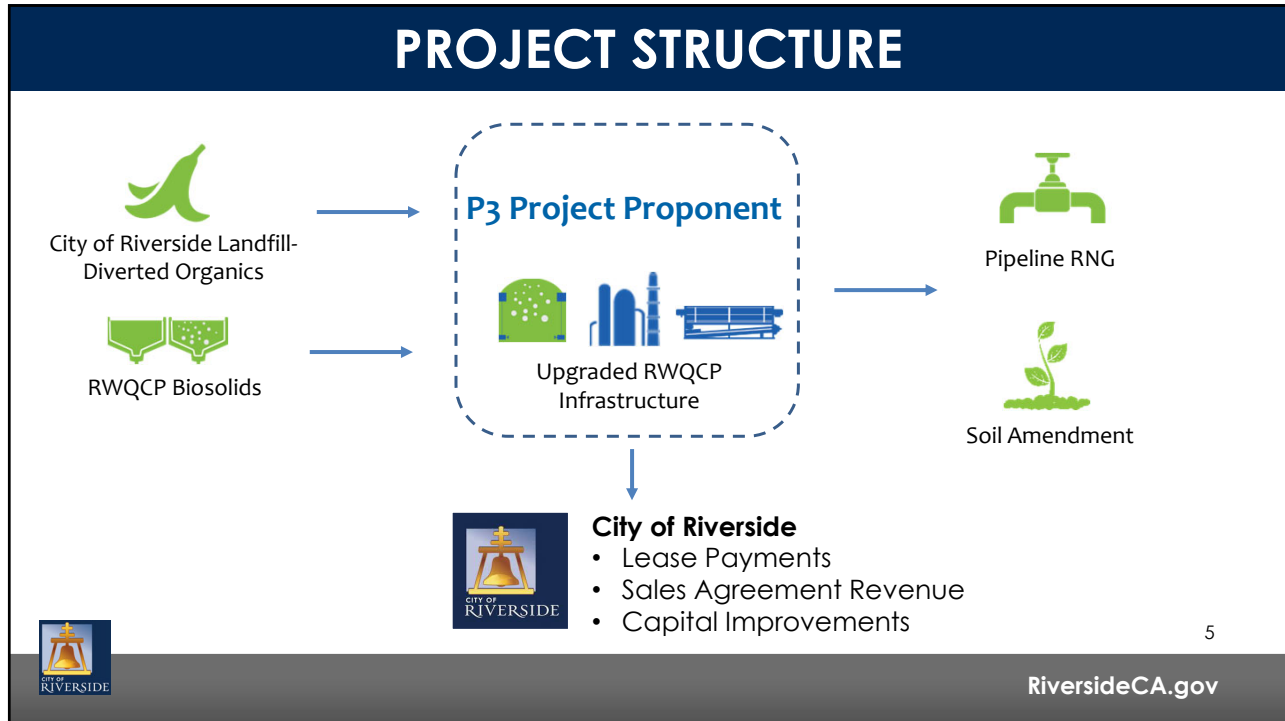 PROJECT STRUCTURE
City of Riverside Landfill-
Diverted Organics
RWQCP Biosolids
P3 Project Proponent
Upgraded RWQCP
Infrastructure
Pipeline RNG
Soil Amendment
CITY OF
RIVERSIDE
City of Riverside
• Lease Payments
• Sales Agreement Revenue
• Capital Improvements
5
CITY OF
RIVERSIDE
RiversideCA.gov